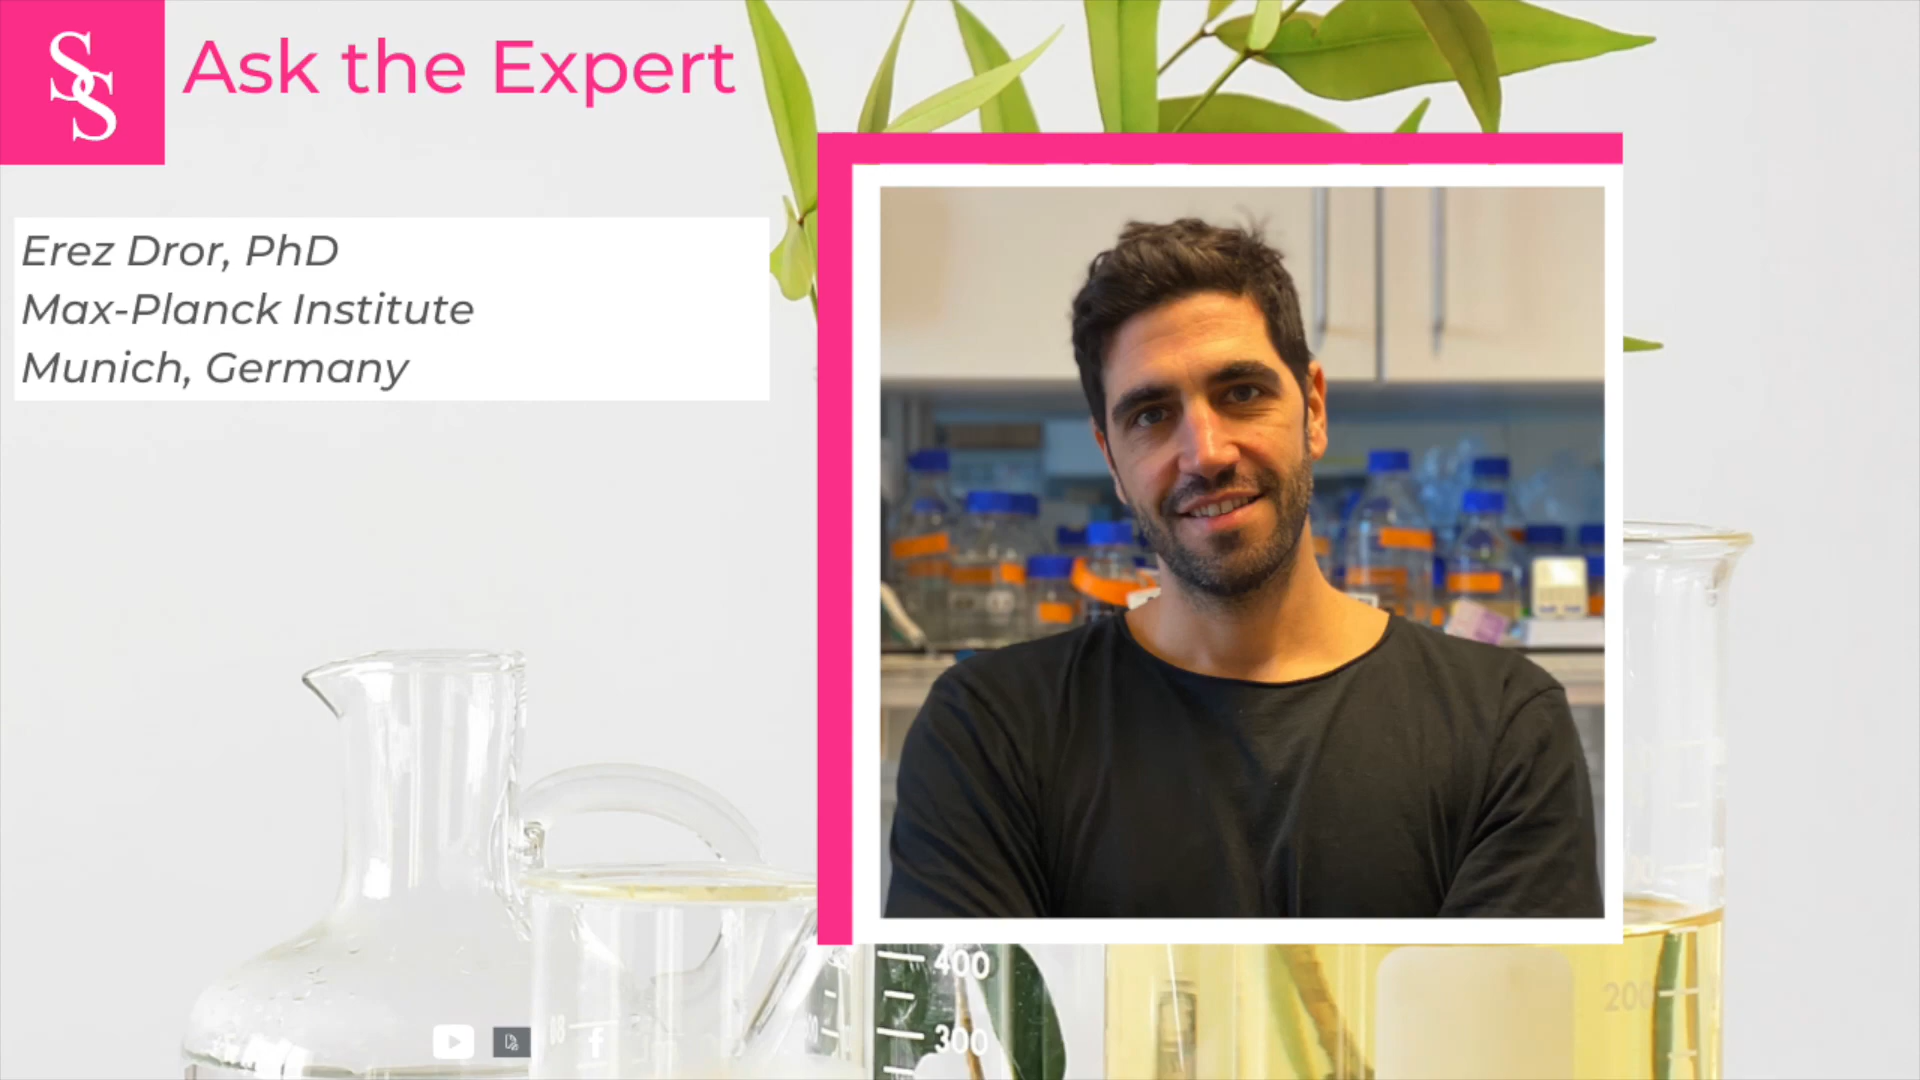 SS
Ask the Expert
Erez Dror, PhD
Max-Planck Institute
Munich, Germany
400
300
200